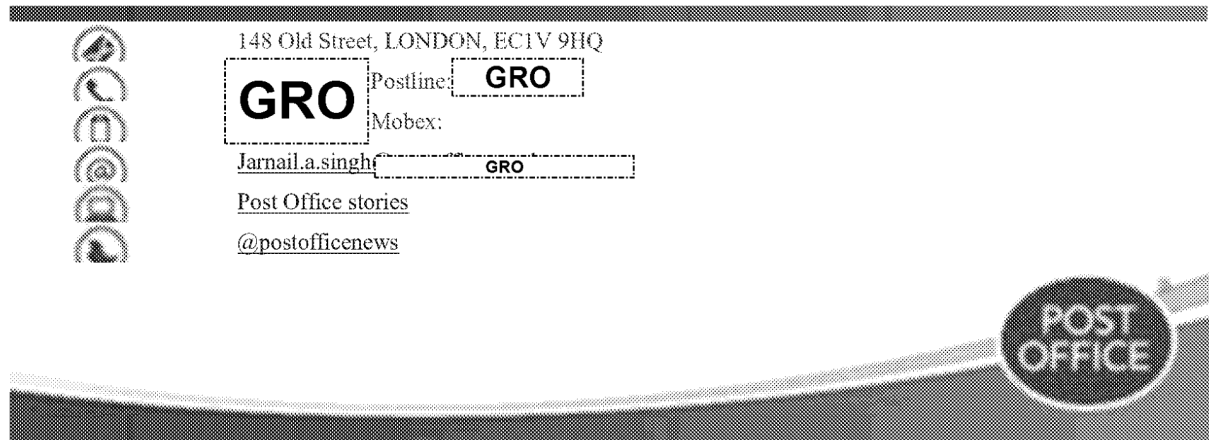 148 Old Street, LONDON, EC1V 9HQ
GRO Postline: GRO
Mobex:
Jarnail.a.singh GRO
Post Office stories
@postofficenews
POST
OFFICE